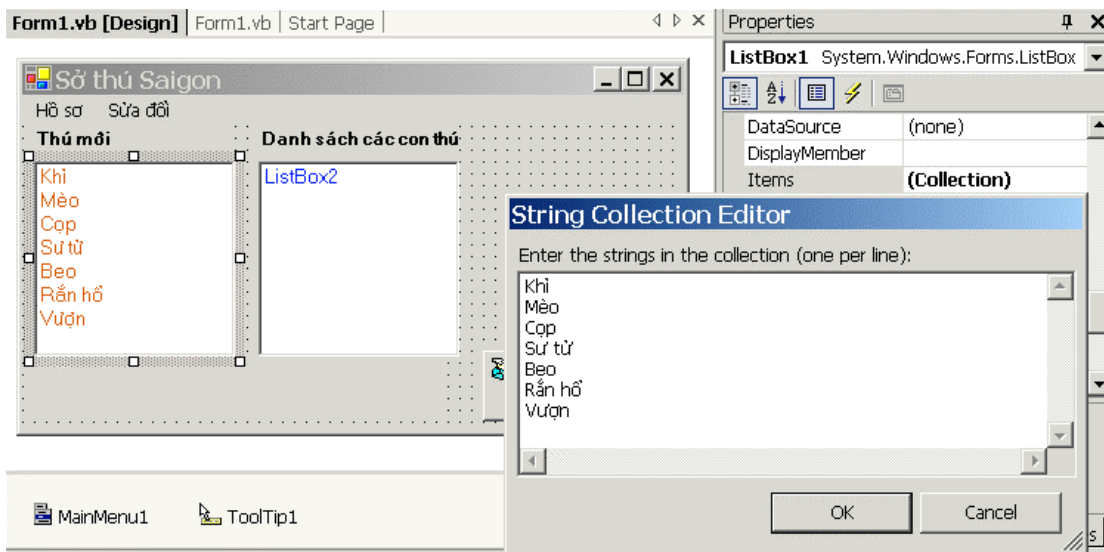 Form1.vb [Design] Form1.vb Start Page
Sở thú Saigon
Hồ sơ Sửa đổi
Thú mới Danh sách các con thú
Khỉ
Mèo
Cọp
Sư tử
Beo
Rắn hổ
Vượn
ListBox2
MainMenu1 ToolTip1
Properties
ListBox1 System.Windows.Forms.ListBox
DataSource (none)
DisplayMember
Items (Collection)
String Collection Editor
Enter the strings in the collection (one per line):
Khỉ
Mèo
Cọp
Sư tử
Beo
Rắn hổ
Vượn
OK Cancel
s